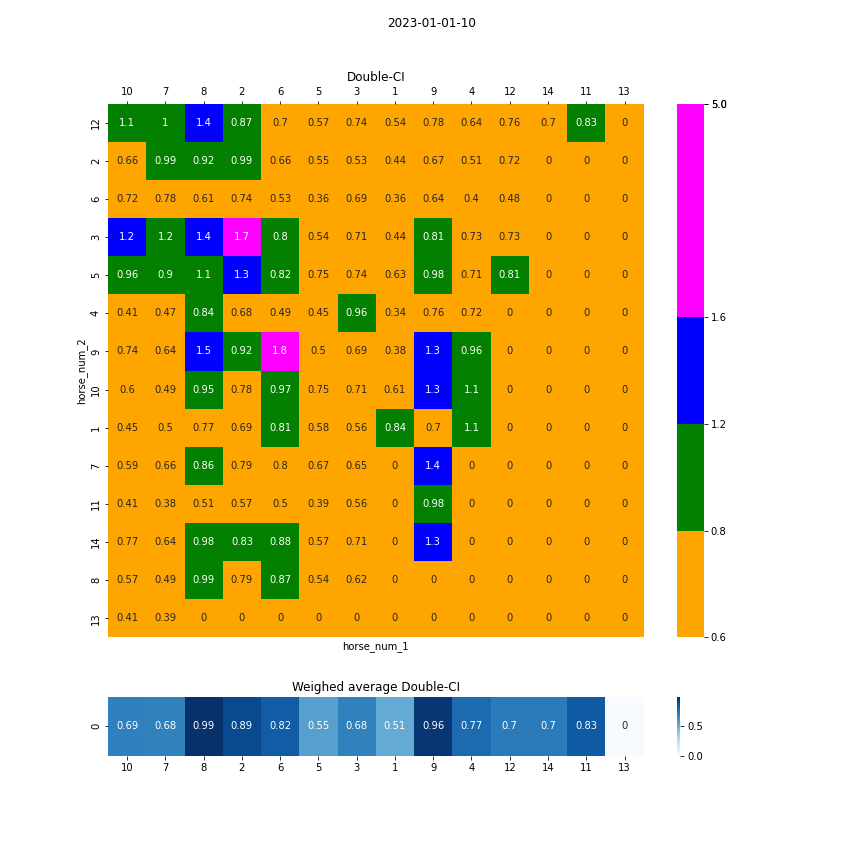 2023-01-01-10
Double-CI
10 7 8 2 6 5 3 1 9 4 12 14 11 13
12 1.1 1 1.4 0.87 0.7 0.57 0.74 0.54 0.78 0.64 0.76 0.7 0.83 0
2 0.66 0.99 0.92 0.99 0.66 0.55 0.53 0.44 0.67 0.51 0.72 0 0 0
6 0.72 0.78 0.61 0.74 0.53 0.36 0.69 0.36 0.64 0.4 0.48 0 0 0
3 1.2 1.2 1.4 1.7 0.8 0.54 0.71 0.44 0.81 0.73 0.73 0 0 0
5 0.96 0.9 1.1 1.3 0.82 0.75 0.74 0.63 0.98 0.71 0.81 0 0 0
4 0.41 0.47 0.84 0.68 0.49 0.45 0.96 0.34 0.76 0.72 0 0 0 0
9 0.74 0.64 1.5 0.92 1.8 0.5 0.69 0.38 1.3 0.96 0 0 0 0
10 0.6 0.49 0.95 0.78 0.97 0.75 0.71 0.61 1.3 1.1 0 0 0 0
1 0.45 0.5 0.77 0.69 0.81 0.58 0.56 0.84 0.7 1.1 0 0 0 0
7 0.59 0.66 0.86 0.79 0.8 0.67 0.65 0 1.4 0 0 0 0 0
11 0.41 0.38 0.51 0.57 0.5 0.39 0.56 0 0.98 0 0 0 0 0
14 0.77 0.64 0.98 0.83 0.88 0.57 0.71 0 1.3 0 0 0 0 0
8 0.57 0.49 0.99 0.79 0.87 0.54 0.62 0 0 0 0 0 0 0
13 0.41 0.39 0 0 0 0 0 0 0 0 0 0 0 0
horse_num_2
horse_num_1
5.0
1.6
1.2
0.8
0.6
Weighed average Double-CI
0 0.69 0.68 0.99 0.89 0.82 0.55 0.68 0.51 0.96 0.77 0.7 0.7 0.83 0
10 7 8 2 6 5 3 1 9 4 12 14 11 13
0.5
0.0